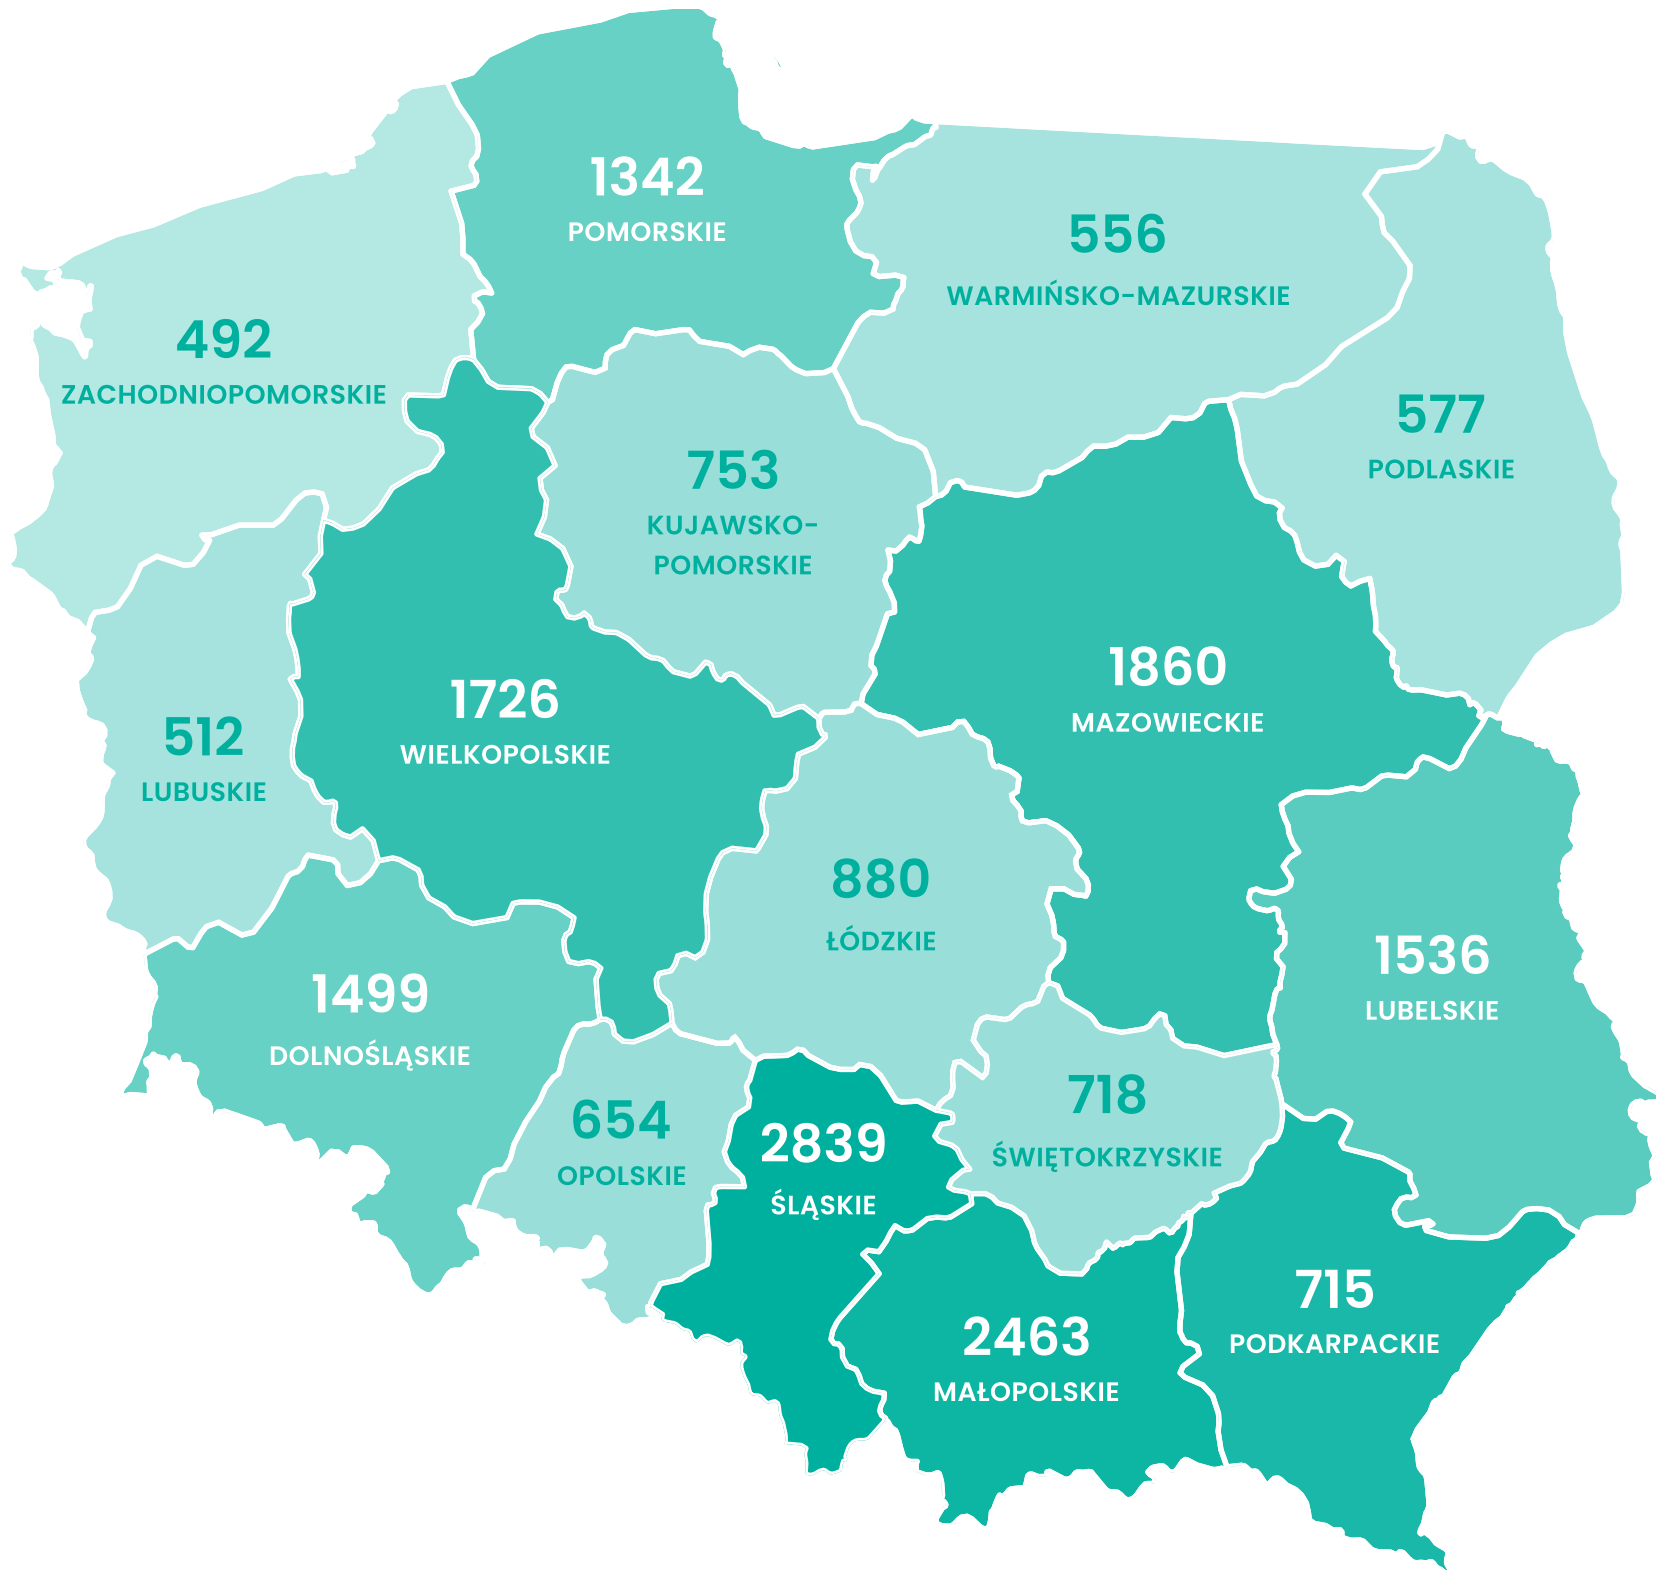 1342
POMORSKIE
556
WARMIŃSKO-MAZURSKIE
492
ZACHODNIOPOMORSKIE
577
PODLASKIE
753
KUJAWSKO-
POMORSKIE
1860
MAZOWIECKIE
1726
WIELKOPOLSKIE
512
LUBUSKIE
880
ŁÓDZKIE
1536
LUBELSKIE
1499
DOLNOŚLĄSKIE
654
OPOLSKIE
2839
ŚLĄSKIE
718
ŚWIĘTOKRZYSKIE
2463
MAŁOPOLSKIE
715
PODKARPACKIE